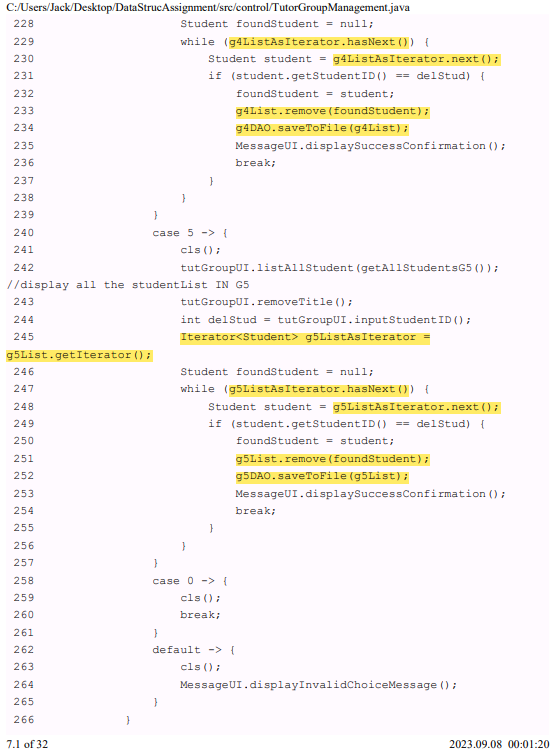 C:/Users/Jack/Desktop/DataStrucAssignment/src/control/TutorGroupManagement.java
228 Student foundStudent = null;
229 while (g4ListAsIterator.hasNext()) {
230 Student student = g4ListAsIterator.next();
231 if (student.getStudentID() == delStud) {
232 foundStudent = student;
233 g4List.remove(foundStudent);
234 g4DAO.saveToFile(g4List);
235 MessageUI.displaySuccessConfirmation();
236 break;
237 }
238 }
239 }
240 case 5 -> {
241 cls();
242 tutGroupUI.listAllStudent(getAllStudentsG5());
//display all the studentList IN G5
243 tutGroupUI.removeTitle();
244 int delStud = tutGroupUI.inputStudentID();
245 Iterator<Student> g5ListAsIterator =
g5List.getIterator();
246 Student foundStudent = null;
247 while (g5ListAsIterator.hasNext()) {
248 Student student = g5ListAsIterator.next();
249 if (student.getStudentID() == delStud) {
250 foundStudent = student;
251 g5List.remove(foundStudent);
252 g5DAO.saveToFile(g5List);
253 MessageUI.displaySuccessConfirmation();
254 break;
255 }
256 }
257 }
258 case 0 -> {
259 cls();
260 break;
261 }
262 default -> {
263 cls();
264 MessageUI.displayInvalidChoiceMessage();
265 }
266 }
7.1 of 32 2023.09.08 00:01:20